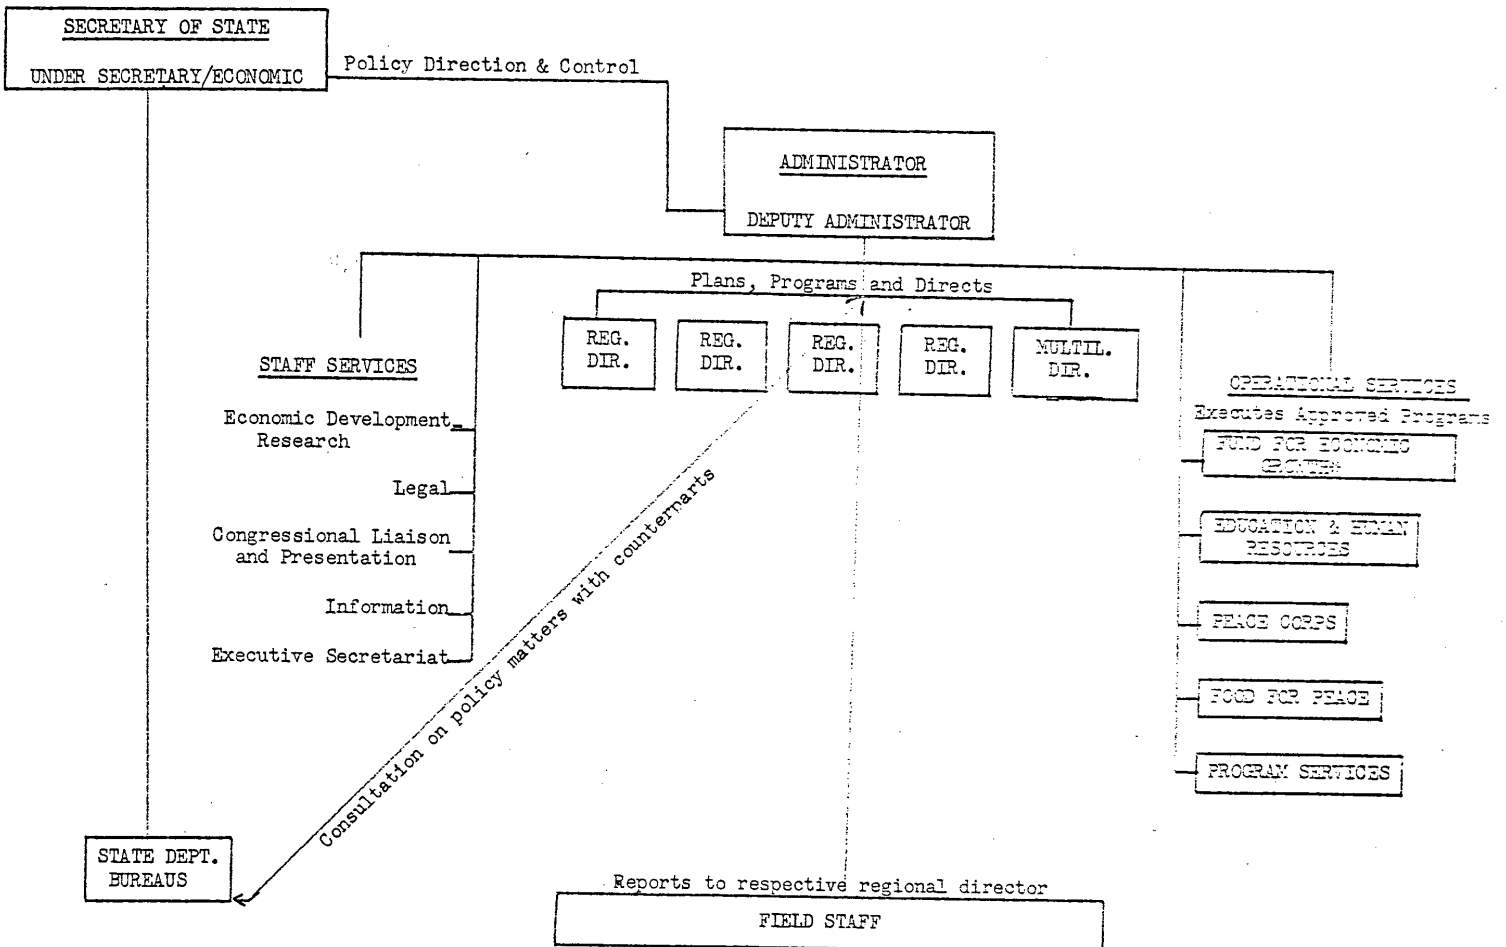 SECRETARY OF STATE
UNDER SECRETARY/ECONOMIC
Policy Direction & Control
ADMINISTRATOR
DEPUTY ADMINISTRATOR
Plans, Programs and Directs
REG.
DIR.
REG.
DIR.
REG.
DIR.
REG.
DIR.
MULTIL.
DIR.
STAFF SERVICES
Economic Development
Research
Legal
Congressional Liaison
and Presentation
Information
Executive Secretariat
OPERATIONAL SERVICES
Executes Approved Programs
FUND FOR ECONOMIC
GROWTH*
EDUCATION & HUMAN
RESOURCES
PEACE CORPS
FOOD FOR PEACE
PROGRAM SERVICES
Consultation on policy matters with counterparts
STATE DEPT.
BUREAUS
Reports to respective regional director
FIELD STAFF